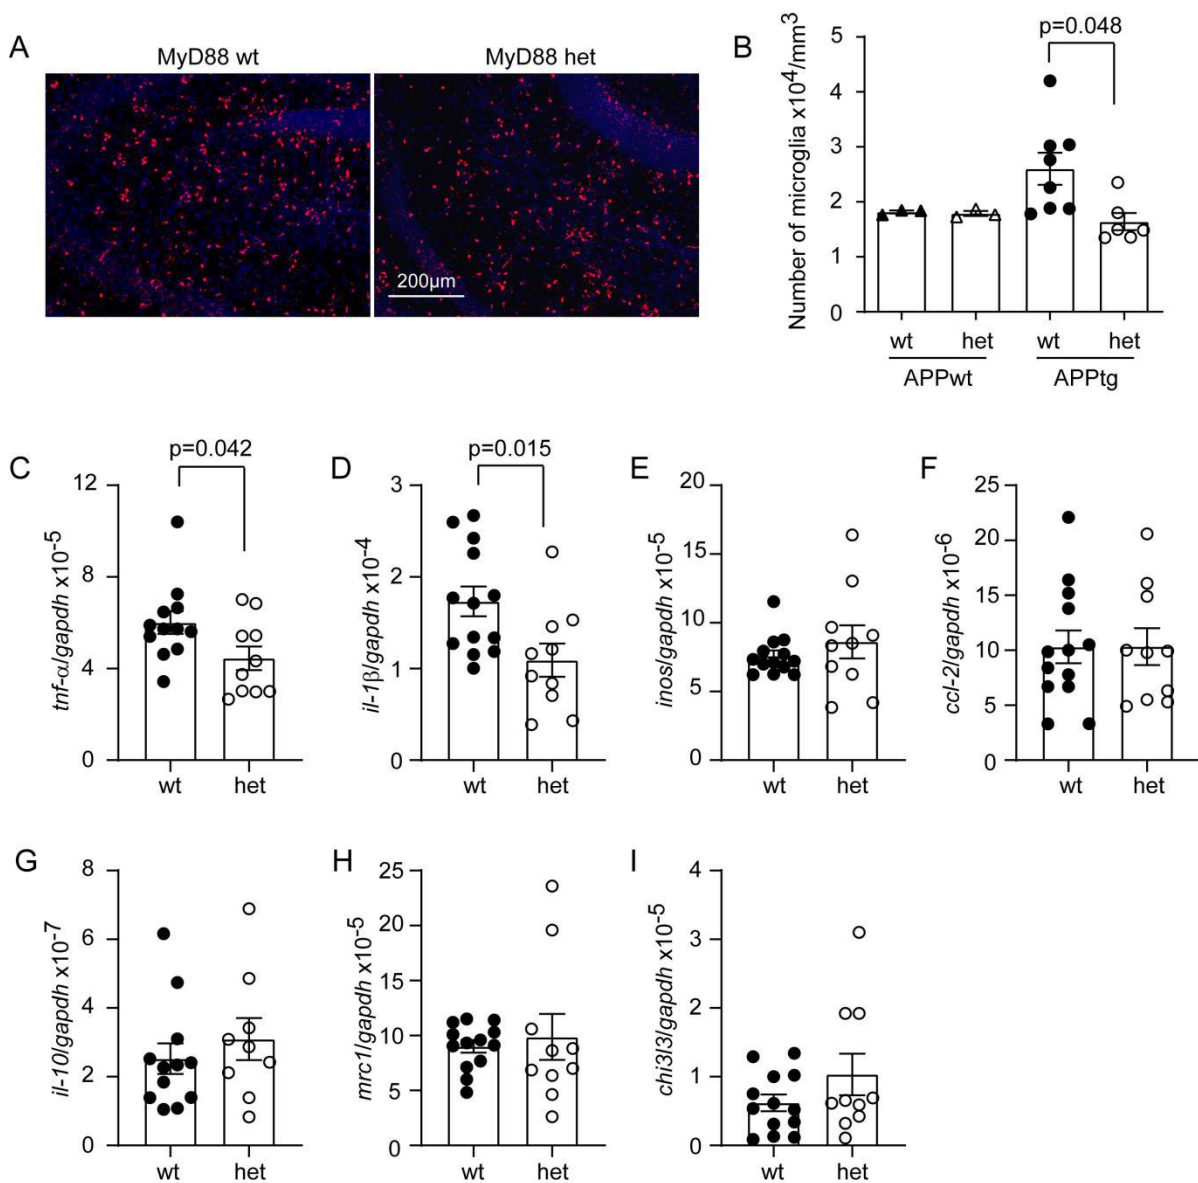 A
MyD88 wt
MyD88 het
200µm
B
p=0.048
Number of microglia x10⁴/mm³
5
4
3
2
1
0
wt
het
wt
het
APPwt
APPtg
C
p=0.042
tnf-α/gapdh x10⁻⁵
12
8
4
0
wt
het
D
p=0.015
il-1β/gapdh x10⁻⁴
3
2
1
0
wt
het
E
inos/gapdh x10⁻⁵
20
15
10
5
0
wt
het
F
ccl-2/gapdh x10⁻⁶
25
20
15
10
5
0
wt
het
G
il-10/gapdh x10⁻⁷
8
6
4
2
0
wt
het
H
mrc1/gapdh x10⁻⁵
25
20
15
10
5
0
wt
het
I
chi3l3/gapdh x10⁻⁵
4
3
2
1
0
wt
het